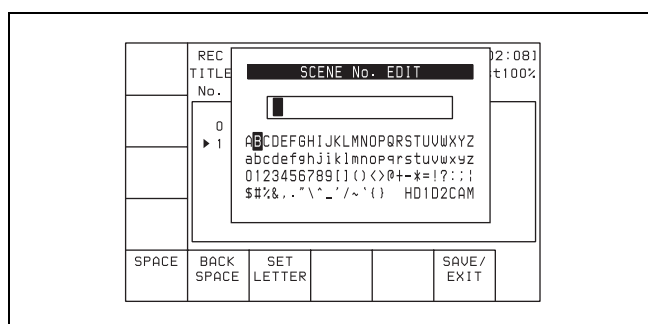 REC 02:08]
TITLE SCENE No. EDIT t100%
No.
0
▶ 1 ABCDEFGHIJKLMNOPQRSTUVWXYZ
abcdefghjiklmnopqrstuvwxyz
0123456789[]()<>@+-*=!?:;¦
$#%&,."\^_'/~`{} HD1D2CAM
SPACE BACK SET SAVE/
SPACE LETTER EXIT